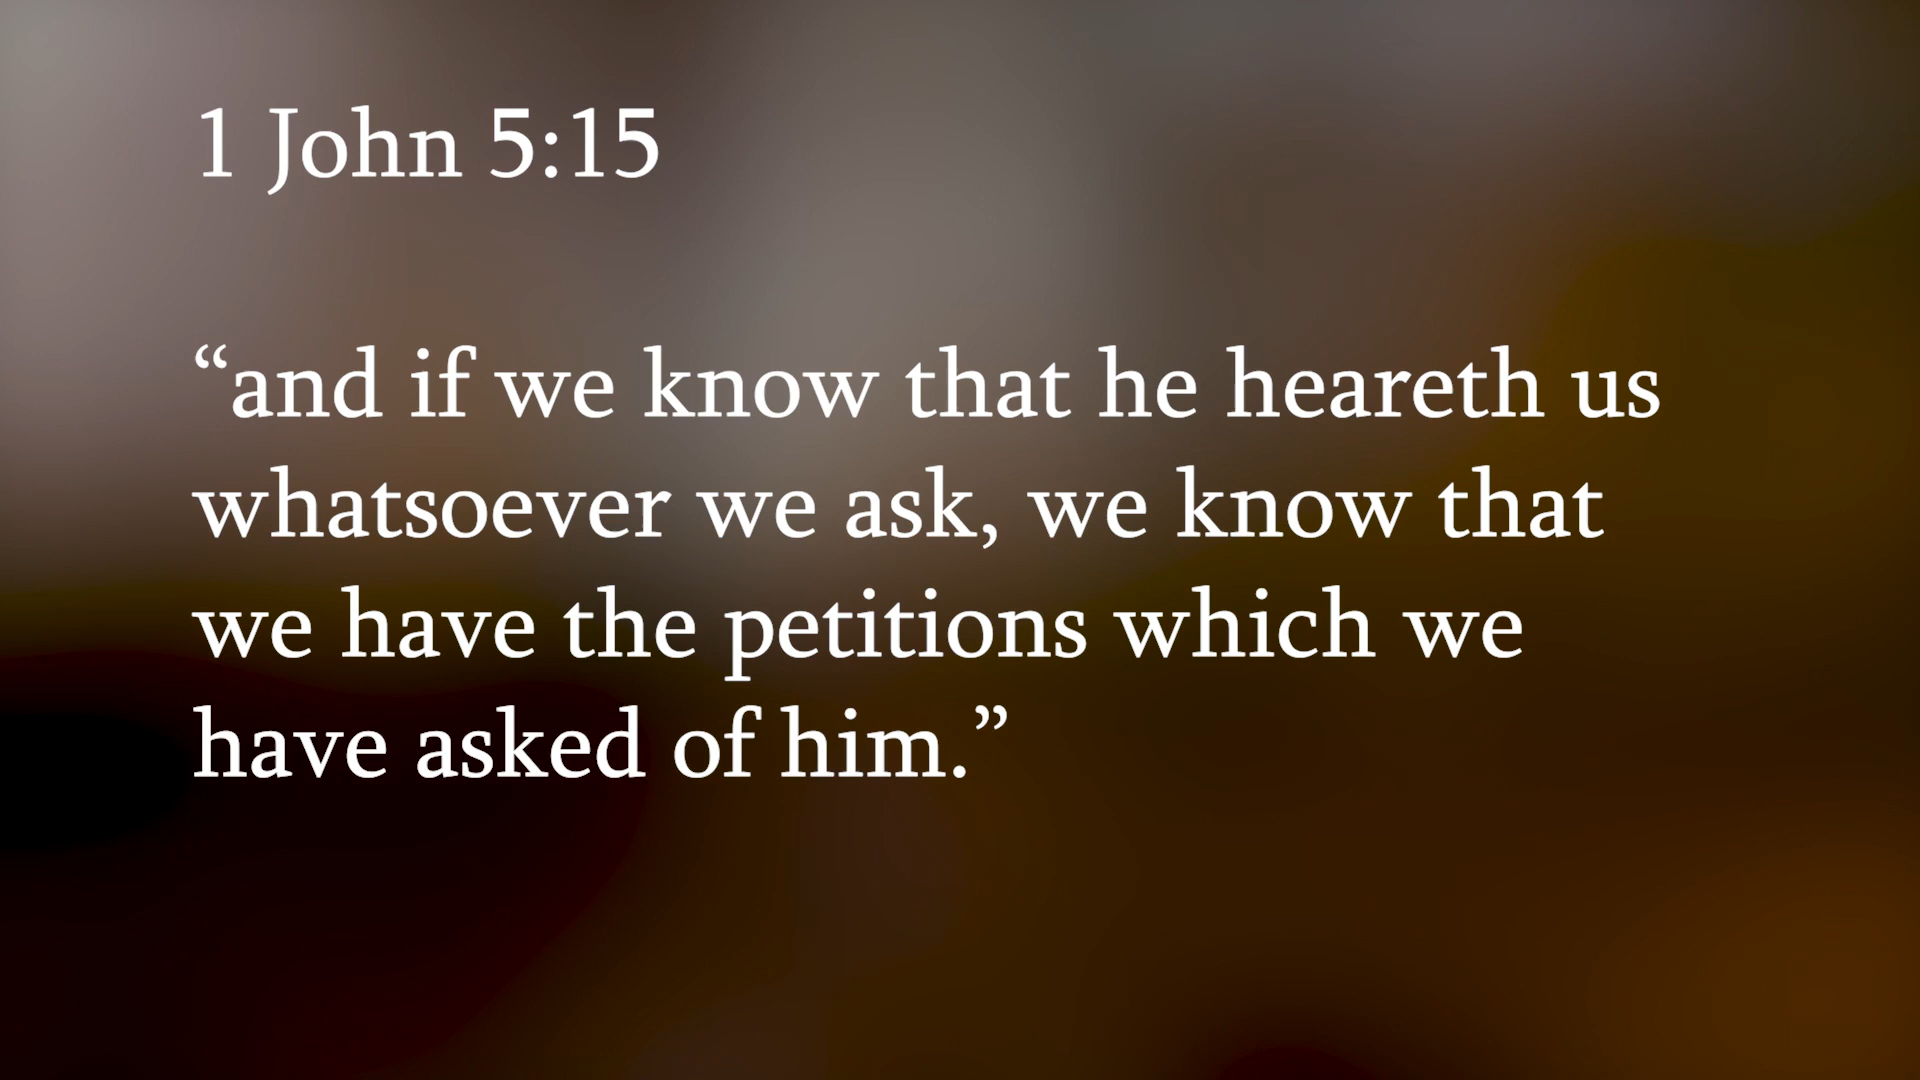 1 John 5:15
“and if we know that he heareth us
whatsoever we ask, we know that
we have the petitions which we
have asked of him.”